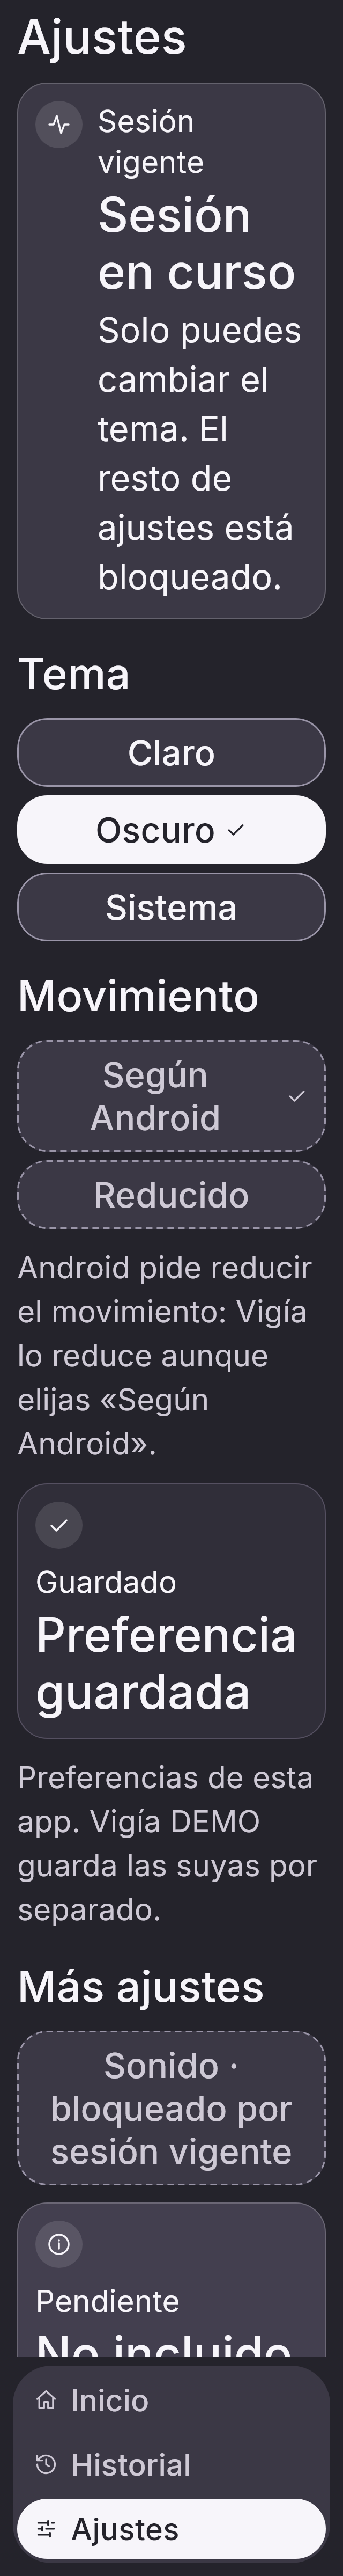 Ajustes
Sesión
vigente
Sesión
en curso
Solo puedes
cambiar el
tema. El
resto de
ajustes está
bloqueado.
Tema
Claro
Oscuro
Sistema
Movimiento
Según
Android
Reducido
Android pide reducir
el movimiento: Vigía
lo reduce aunque
elijas «Según
Android».
Guardado
Preferencia
guardada
Preferencias de esta
app. Vigía DEMO
guarda las suyas por
separado.
Más ajustes
Sonido ·
bloqueado por
sesión vigente
Pendiente
No incluido
Inicio
Historial
Ajustes